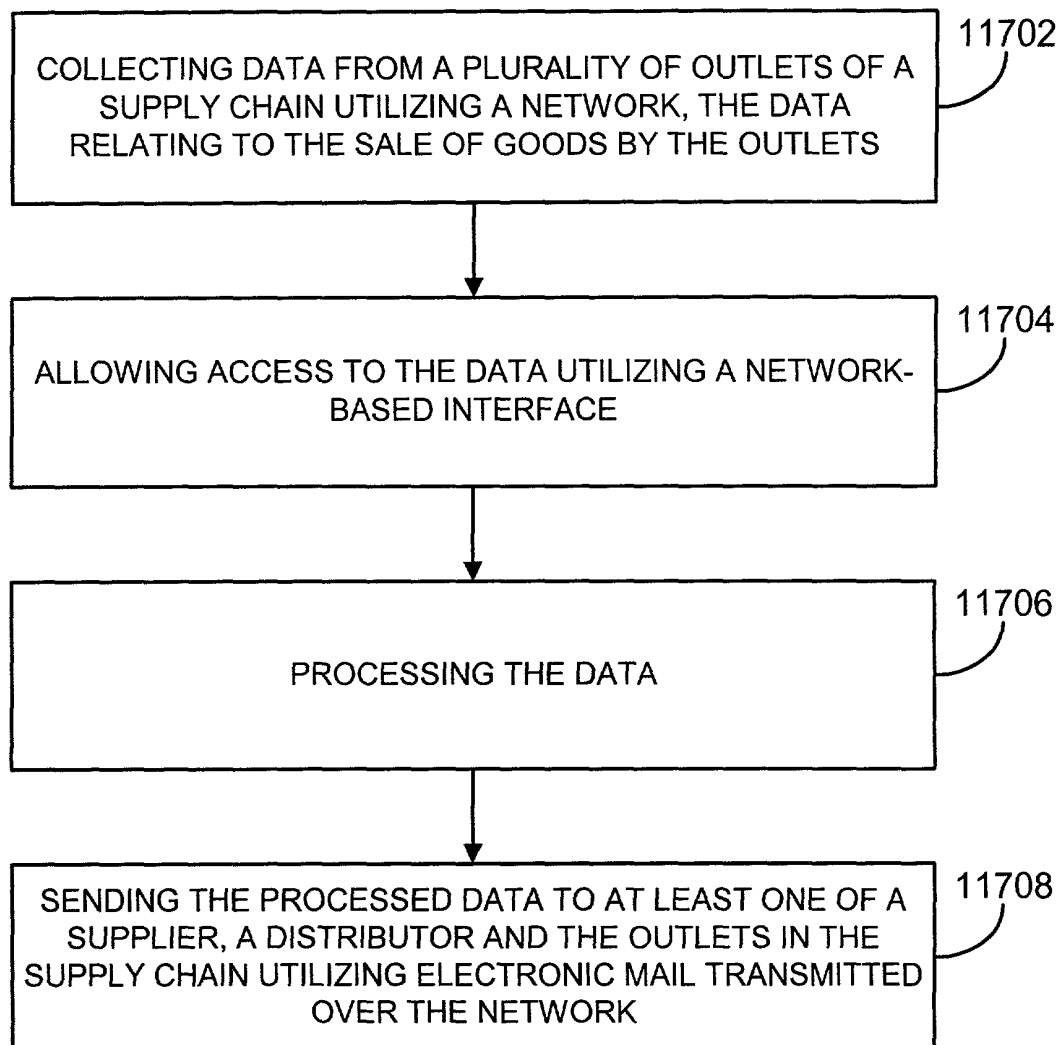 11702
COLLECTING DATA FROM A PLURALITY OF OUTLETS OF A
SUPPLY CHAIN UTILIZING A NETWORK, THE DATA
RELATING TO THE SALE OF GOODS BY THE OUTLETS
11704
ALLOWING ACCESS TO THE DATA UTILIZING A NETWORK-
BASED INTERFACE
11706
PROCESSING THE DATA
11708
SENDING THE PROCESSED DATA TO AT LEAST ONE OF A
SUPPLIER, A DISTRIBUTOR AND THE OUTLETS IN THE
SUPPLY CHAIN UTILIZING ELECTRONIC MAIL TRANSMITTED
OVER THE NETWORK